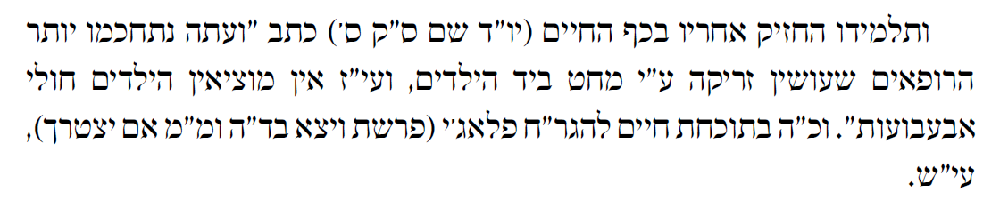 ותלמידו החזיק אחריו בכף החיים (יו"ד שם ס"ק ס') כתב "ועתה נתחכמו יותר
הרופאים שעושין זריקה ע"י מחט ביד הילדים, ועי"ז אין מוציאין הילדים חולי
אבעבועות". וכ"ה בתוכחת חיים להגר"ח פלאג'י (פרשת ויצא בד"ה ומ"מ אם יצטרך),
עי"ש.